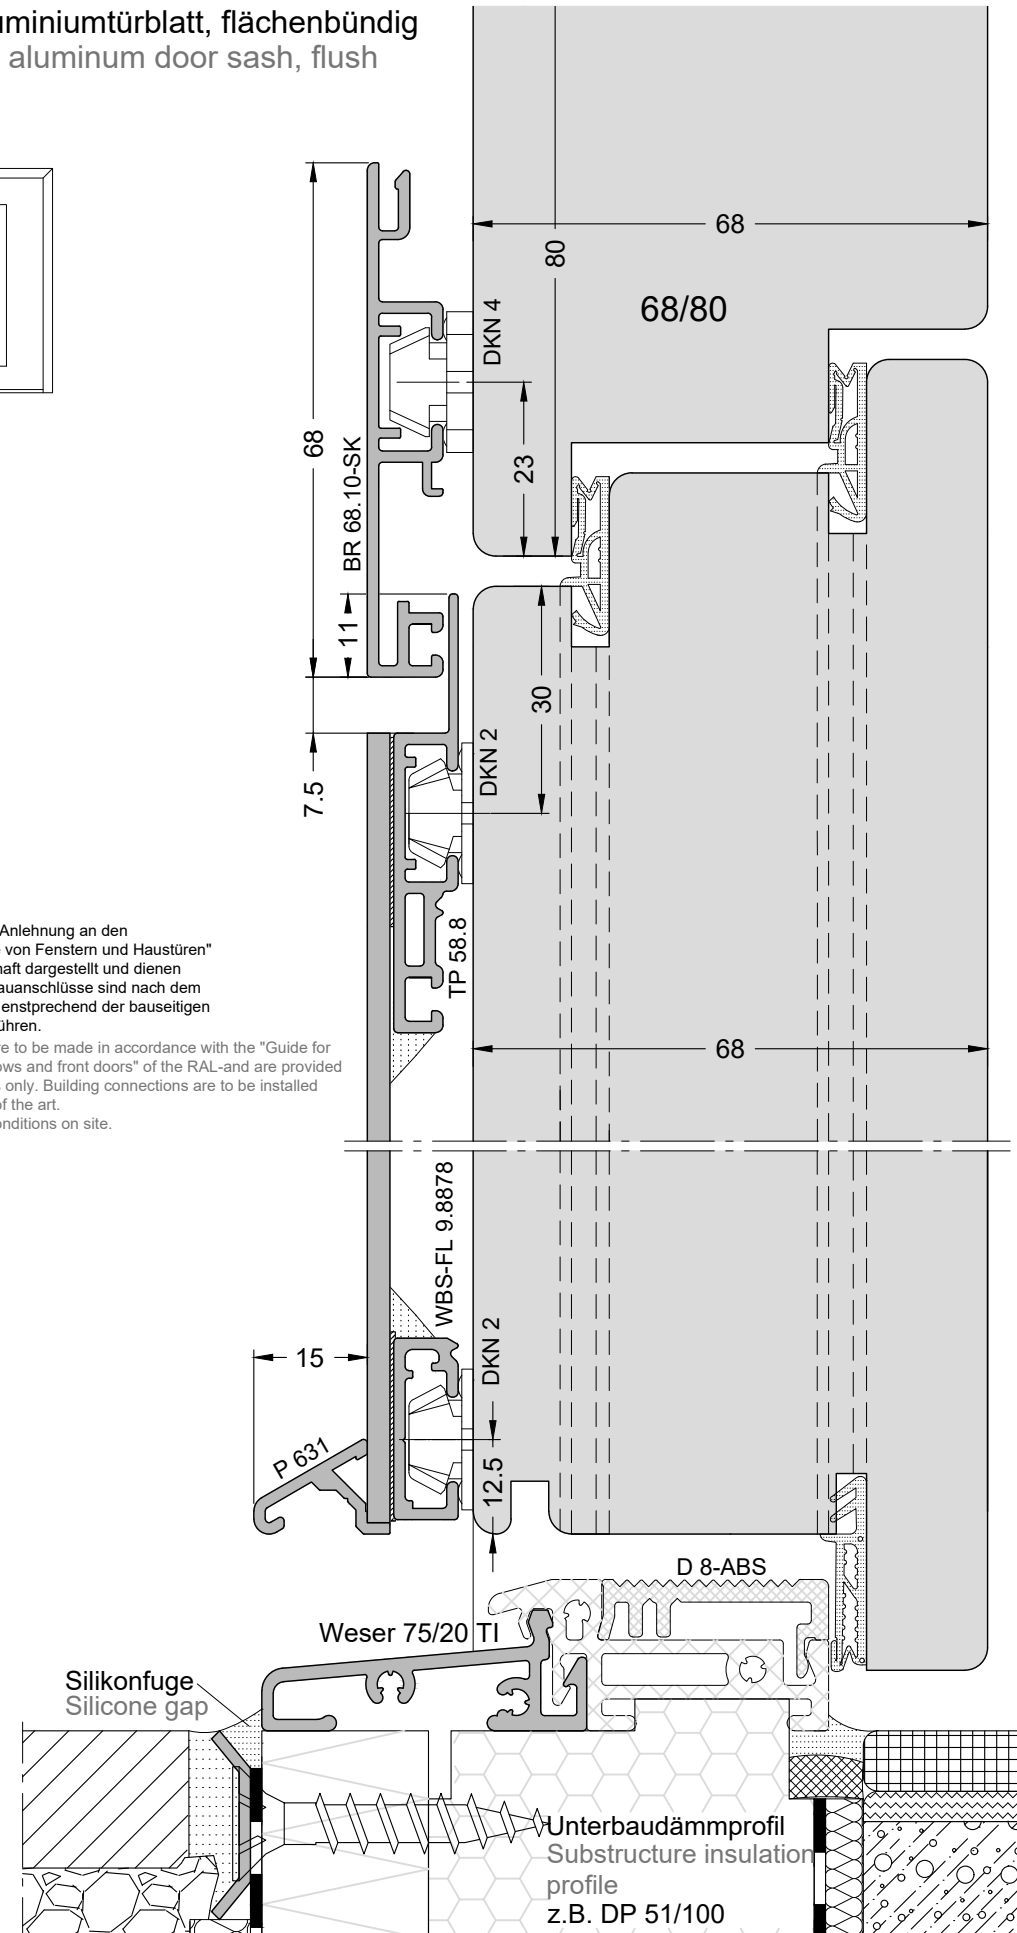 uminiumtürblatt, flächenbündig
aluminum door sash, flush
68
80
68/80
DKN 4
68
23
BR 68.10-SK
11
30
7.5
DKN 2
TP 58.8
Anlehnung an den
e von Fenstern und Haustüren"
haft dargestellt und dienen
auanschlüsse sind nach dem
enstprechend der bauseitigen
ühren.
re to be made in accordance with the "Guide for
ows and front doors" of the RAL-and are provided
s only. Building connections are to be installed
of the art.
onditions on site.
68
WBS-FL 9.8878
15
DKN 2
P 631
12.5
D 8-ABS
Weser 75/20 TI
Silikonfuge
Silicone gap
Unterbaudämmprofil
Substructure insulation
profile
z.B. DP 51/100